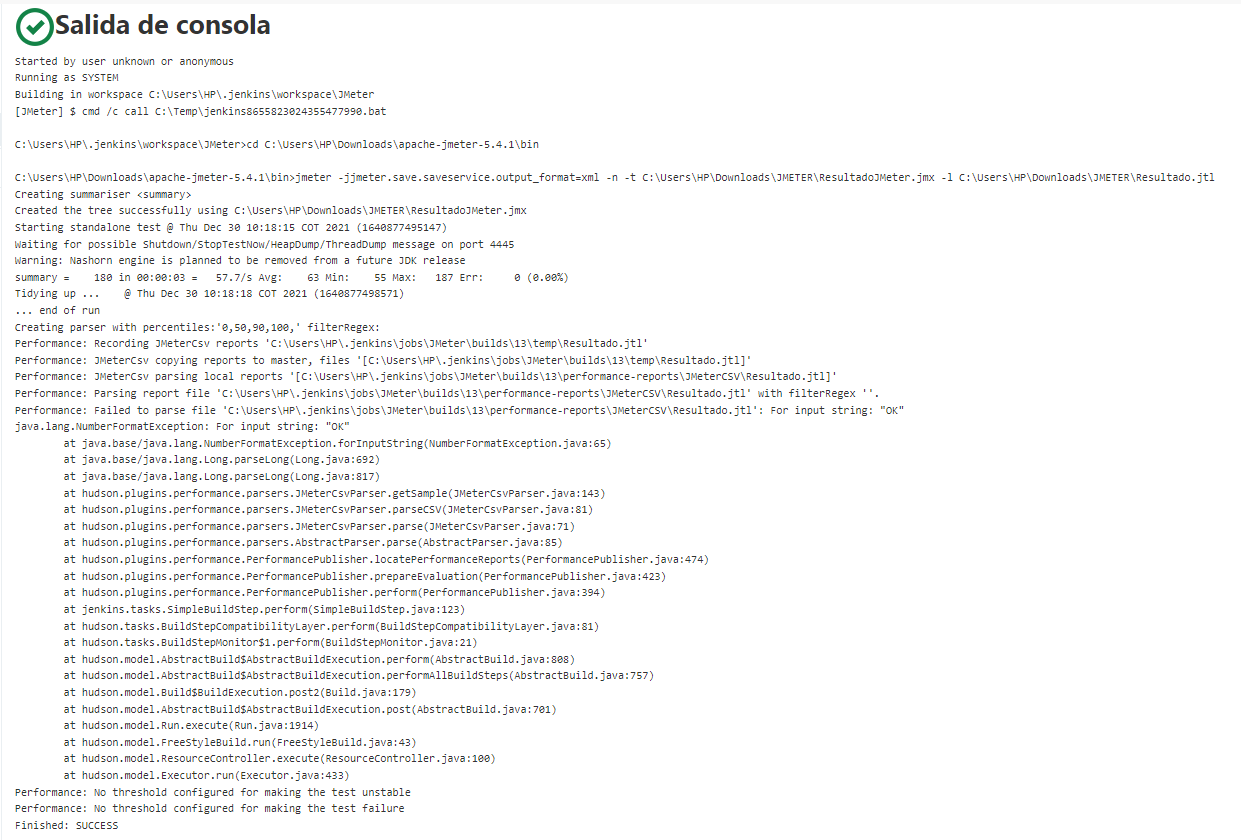 Salida de consola
Started by user unknown or anonymous
Running as SYSTEM
Building in workspace C:\Users\HP\.jenkins\workspace\JMeter
[JMeter] $ cmd /c call C:\Temp\jenkins8655823024355477990.bat
C:\Users\HP\.jenkins\workspace\JMeter>cd C:\Users\HP\Downloads\apache-jmeter-5.4.1\bin
C:\Users\HP\Downloads\apache-jmeter-5.4.1\bin>jmeter -jjmeter.save.saveservice.output_format=xml -n -t C:\Users\HP\Downloads\JMETER\ResultadoJMeter.jmx -l C:\Users\HP\Downloads\JMETER\Resultado.jtl
Creating summariser <summary>
Created the tree successfully using C:\Users\HP\Downloads\JMETER\ResultadoJMeter.jmx
Starting standalone test @ Thu Dec 30 10:18:15 COT 2021 (1640877495147)
Waiting for possible Shutdown/StopTestNow/HeapDump/ThreadDump message on port 4445
Warning: Nashorn engine is planned to be removed from a future JDK release
summary =    180 in 00:00:03 =   57.7/s Avg:    63 Min:    55 Max:   187 Err:     0 (0.00%)
Tidying up ...    @ Thu Dec 30 10:18:18 COT 2021 (1640877498571)
... end of run
Creating parser with percentiles:'0,50,90,100,' filterRegex:
Performance: Recording JMeterCsv reports 'C:\Users\HP\.jenkins\jobs\JMeter\builds\13\temp\Resultado.jtl'
Performance: JMeterCsv copying reports to master, files '[C:\Users\HP\.jenkins\jobs\JMeter\builds\13\temp\Resultado.jtl]'
Performance: JMeterCsv parsing local reports '[C:\Users\HP\.jenkins\jobs\JMeter\builds\13\performance-reports\JMeterCSV\Resultado.jtl]'
Performance: Parsing report file 'C:\Users\HP\.jenkins\jobs\JMeter\builds\13\performance-reports\JMeterCSV\Resultado.jtl' with filterRegex ''.
Performance: Failed to parse file 'C:\Users\HP\.jenkins\jobs\JMeter\builds\13\performance-reports\JMeterCSV\Resultado.jtl': For input string: "OK"
java.lang.NumberFormatException: For input string: "OK"
at java.base/java.lang.NumberFormatException.forInputString(NumberFormatException.java:65)
at java.base/java.lang.Long.parseLong(Long.java:692)
at java.base/java.lang.Long.parseLong(Long.java:817)
at hudson.plugins.performance.parsers.JMeterCsvParser.getSample(JMeterCsvParser.java:143)
at hudson.plugins.performance.parsers.JMeterCsvParser.parseCSV(JMeterCsvParser.java:81)
at hudson.plugins.performance.parsers.JMeterCsvParser.parse(JMeterCsvParser.java:71)
at hudson.plugins.performance.parsers.AbstractParser.parse(AbstractParser.java:85)
at hudson.plugins.performance.PerformancePublisher.locatePerformanceReports(PerformancePublisher.java:474)
at hudson.plugins.performance.PerformancePublisher.prepareEvaluation(PerformancePublisher.java:423)
at hudson.plugins.performance.PerformancePublisher.perform(PerformancePublisher.java:394)
at jenkins.tasks.SimpleBuildStep.perform(SimpleBuildStep.java:123)
at hudson.tasks.BuildStepCompatibilityLayer.perform(BuildStepCompatibilityLayer.java:81)
at hudson.tasks.BuildStepMonitor$1.perform(BuildStepMonitor.java:21)
at hudson.model.AbstractBuild$AbstractBuildExecution.perform(AbstractBuild.java:808)
at hudson.model.AbstractBuild$AbstractBuildExecution.performAllBuildSteps(AbstractBuild.java:757)
at hudson.model.Build$BuildExecution.post2(Build.java:179)
at hudson.model.AbstractBuild$AbstractBuildExecution.post(AbstractBuild.java:701)
at hudson.model.Run.execute(Run.java:1914)
at hudson.model.FreeStyleBuild.run(FreeStyleBuild.java:43)
at hudson.model.ResourceController.execute(ResourceController.java:100)
at hudson.model.Executor.run(Executor.java:433)
Performance: No threshold configured for making the test unstable
Performance: No threshold configured for making the test failure
Finished: SUCCESS